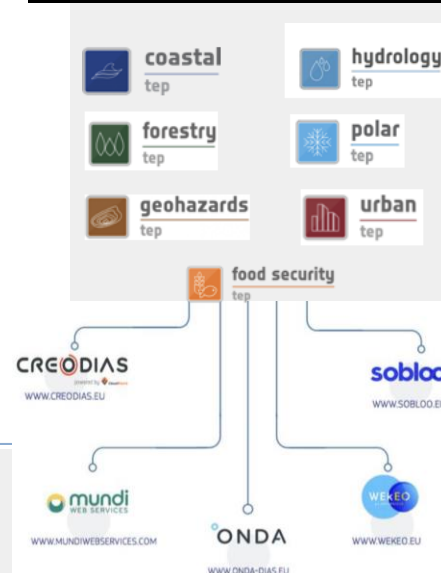 coastal
tep
hydrology
tep
forestry
tep
polar
tep
geohazards
tep
urban
tep
food security
tep
CREODIAS
powered by
WWW.CREODIAS.EU
sobloo
WWW.SOBLOO.EU
mundi
WEB SERVICES
WWW.MUNDIWEBSERVICES.COM
ONDA
WWW.ONDA-DIAS.EU
WEKEO
WWW.WEKEO.EU